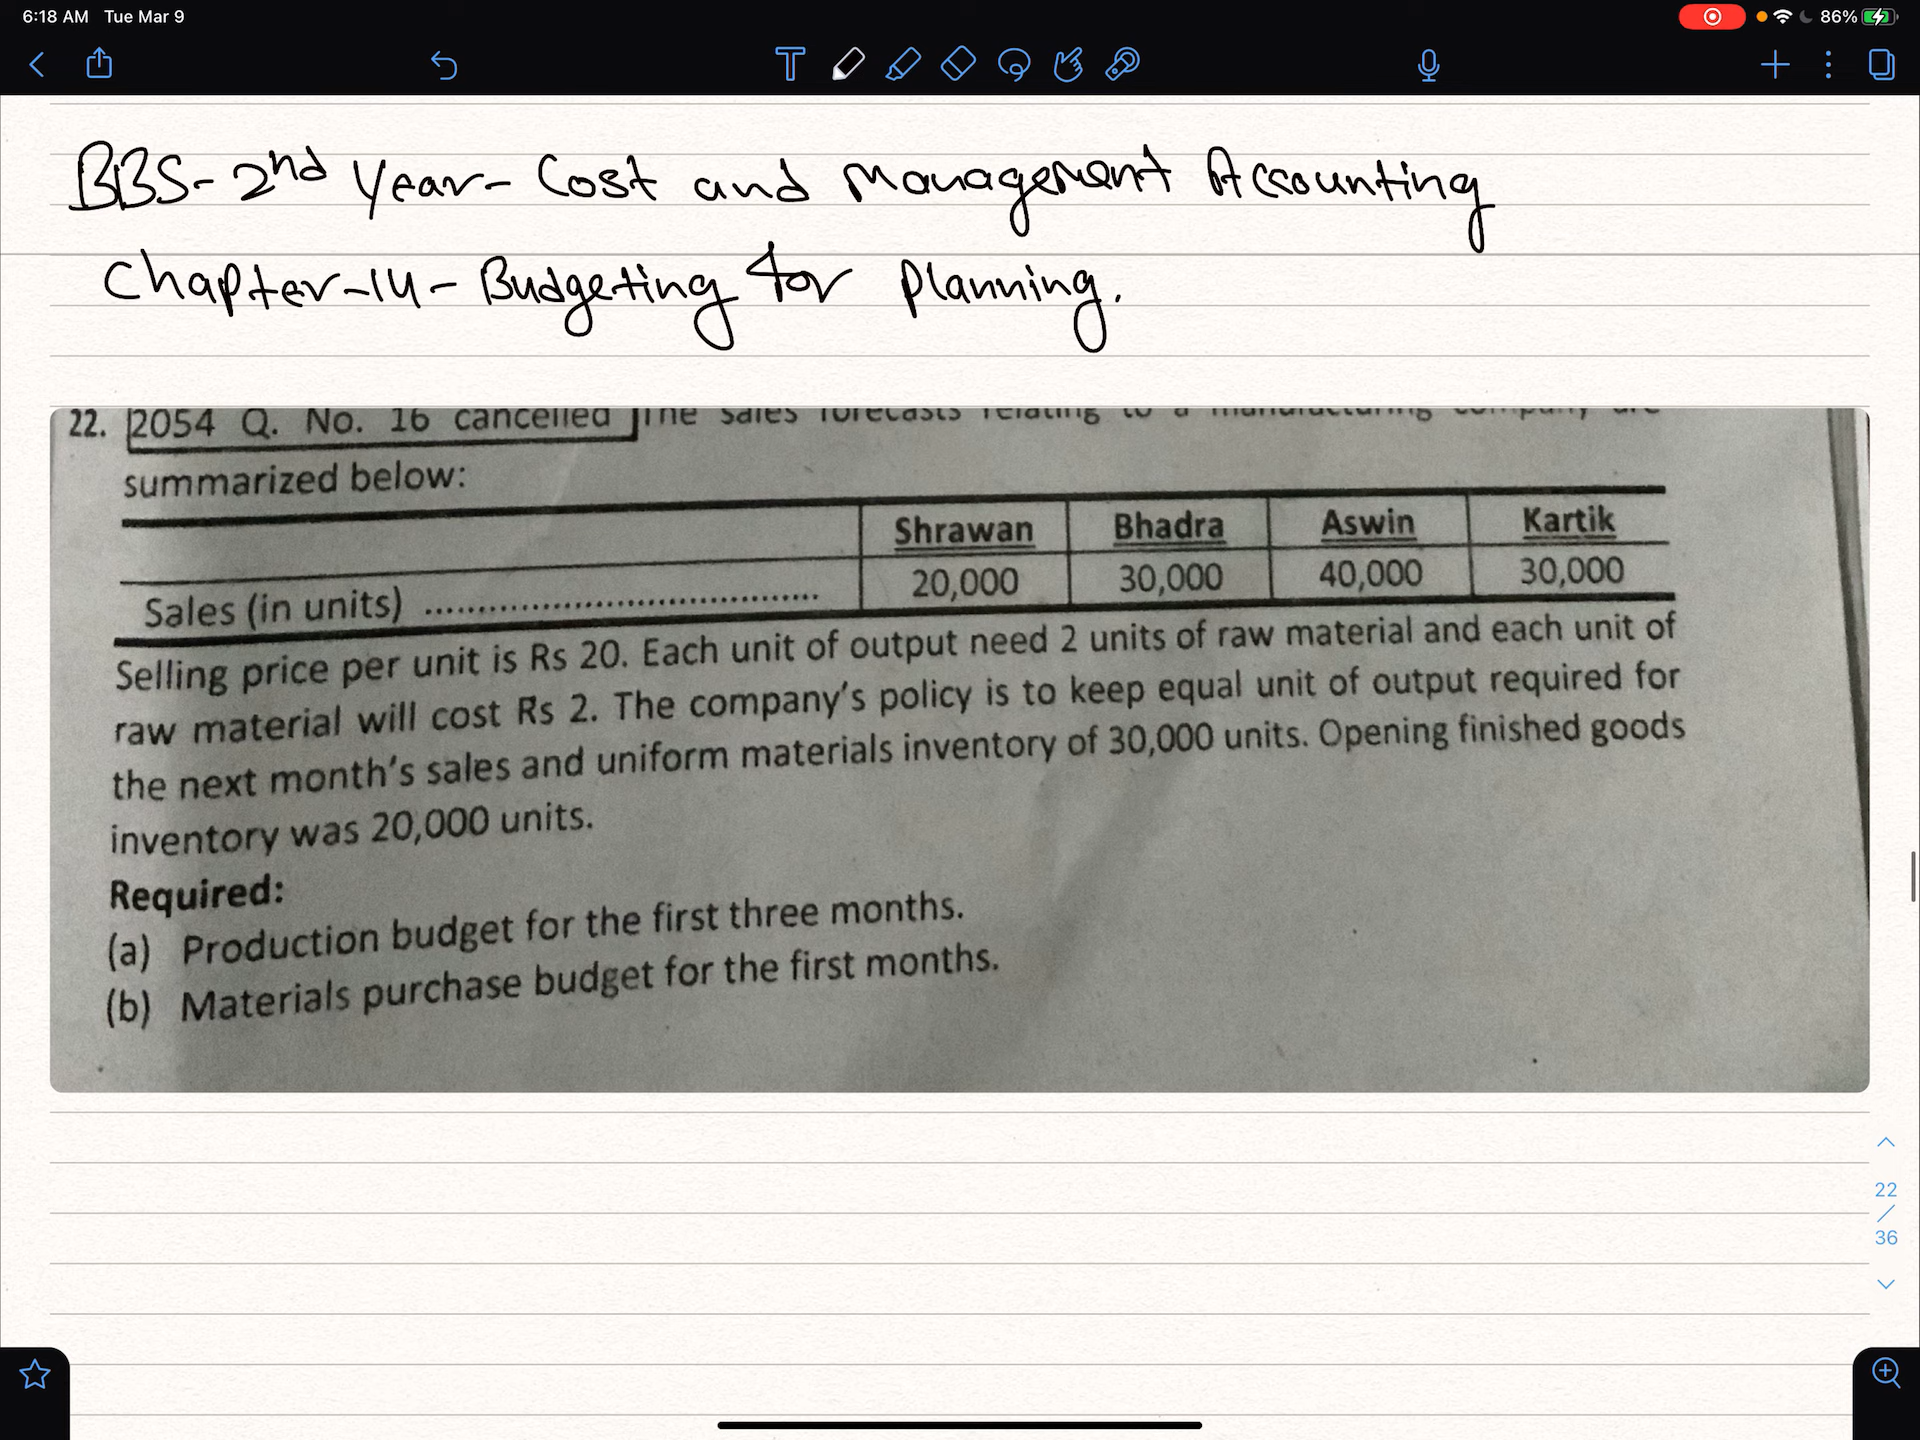 6:18 AM Tue Mar 9
86%
BBS- 2nd Year- Cost and Management Accounting
Chapter-14- Budgeting for Planning.
22. 2054 Q. No. 16 cancelled The sales forecasts relating to a manufacturing company are
summarized below:
Shrawan Bhadra Aswin Kartik
Sales (in units) ........................................ 20,000 30,000 40,000 30,000
Selling price per unit is Rs 20. Each unit of output need 2 units of raw material and each unit of
raw material will cost Rs 2. The company's policy is to keep equal unit of output required for
the next month's sales and uniform materials inventory of 30,000 units. Opening finished goods
inventory was 20,000 units.
Required:
(a) Production budget for the first three months.
(b) Materials purchase budget for the first months.
22
/
36